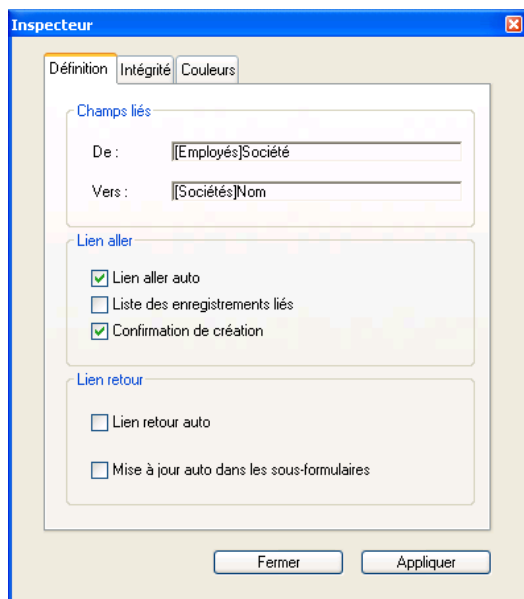 Inspecteur
Définition Intégrité Couleurs
Champs liés
De : [Employés]Société
Vers : [Sociétés]Nom
Lien aller
Lien aller auto
Liste des enregistrements liés
Confirmation de création
Lien retour
Lien retour auto
Mise à jour auto dans les sous-formulaires
Fermer Appliquer